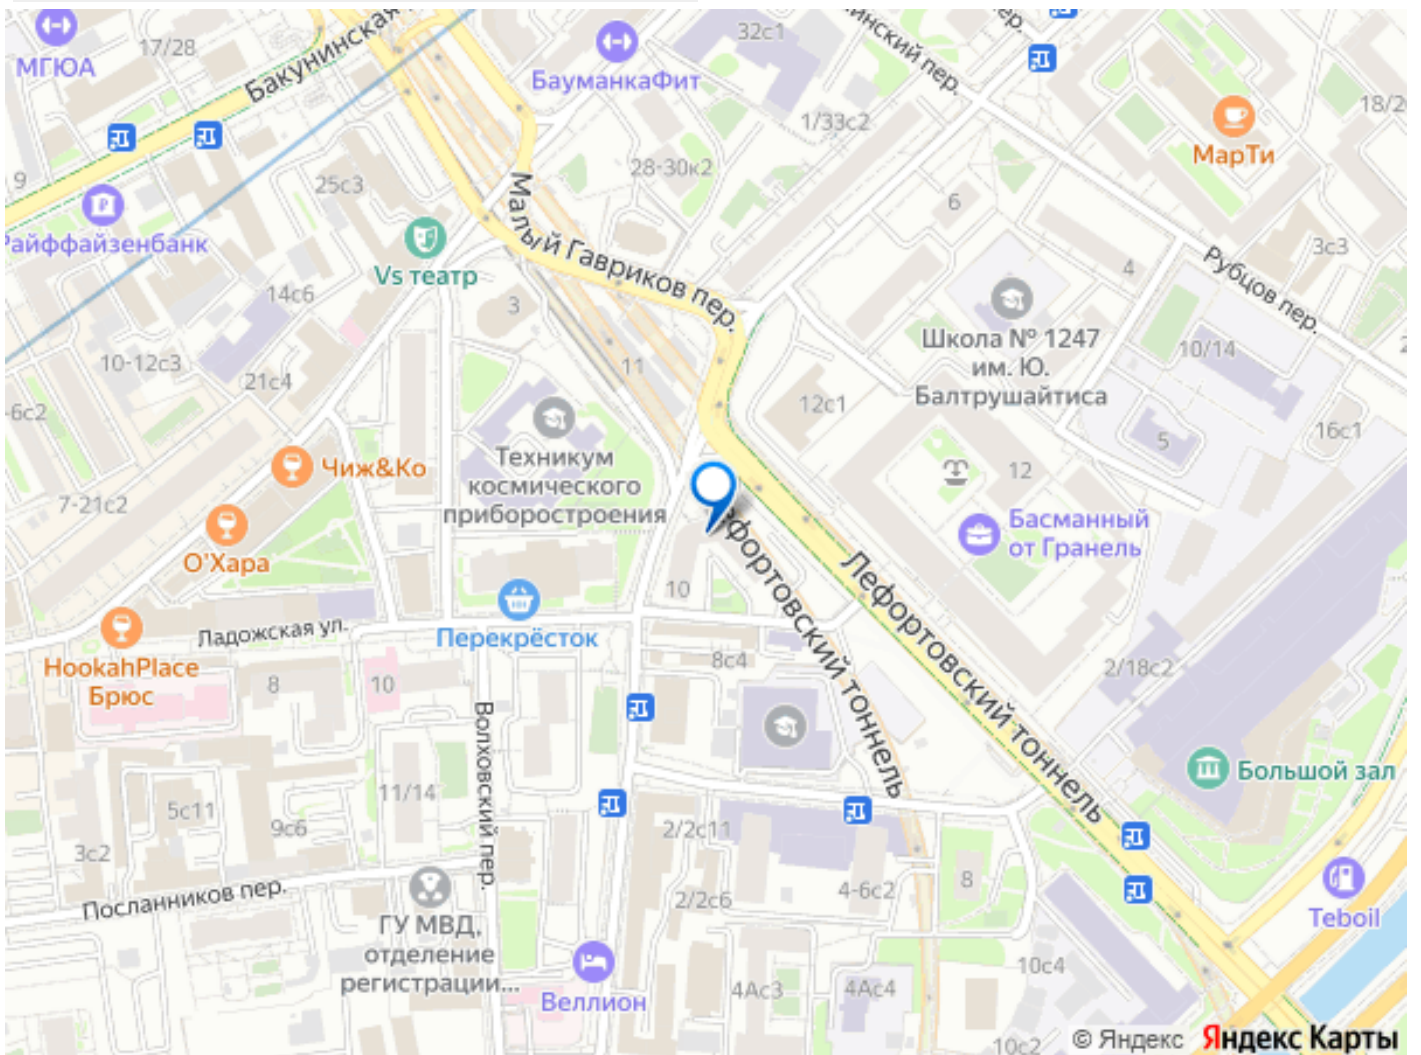 МГЮА
17/28
Бакунинская
БауманкаФит
32с1
пер.
инский пер.
1/33с2
18/2
МарТи
9
25с3
28-30к2
Малый Гавриков пер.
6
Райффайзенбанк
Vs театр
3с3
4
Рубцов пер.
14с6
3
Школа № 1247
им. Ю.
Балтрушайтиса
10/14
2
10-12с3
21с4
11
-6с2
12с1
5
16с1
Чиж&Ко
Техникум
космического
приборостроения
12
7-21с2
Басманный
от Гранель
О'Хара
ефортовский тоннель
Лефортовский тоннель
10
Ладожская ул.
Перекрёсток
HookahPlace
Брюс
8
10
8с4
2/18с2
Волховский пер.
Большой зал
11/14
5с11
9с6
2/2с11
3с2
Посланников пер.
2/2с6
4-6с2
8
Teboil
ГУ МВД,
отделение
регистрации...
Веллион
4Ас3
4Ас4
10с4
10с2
© Яндекс Яндекс Карты